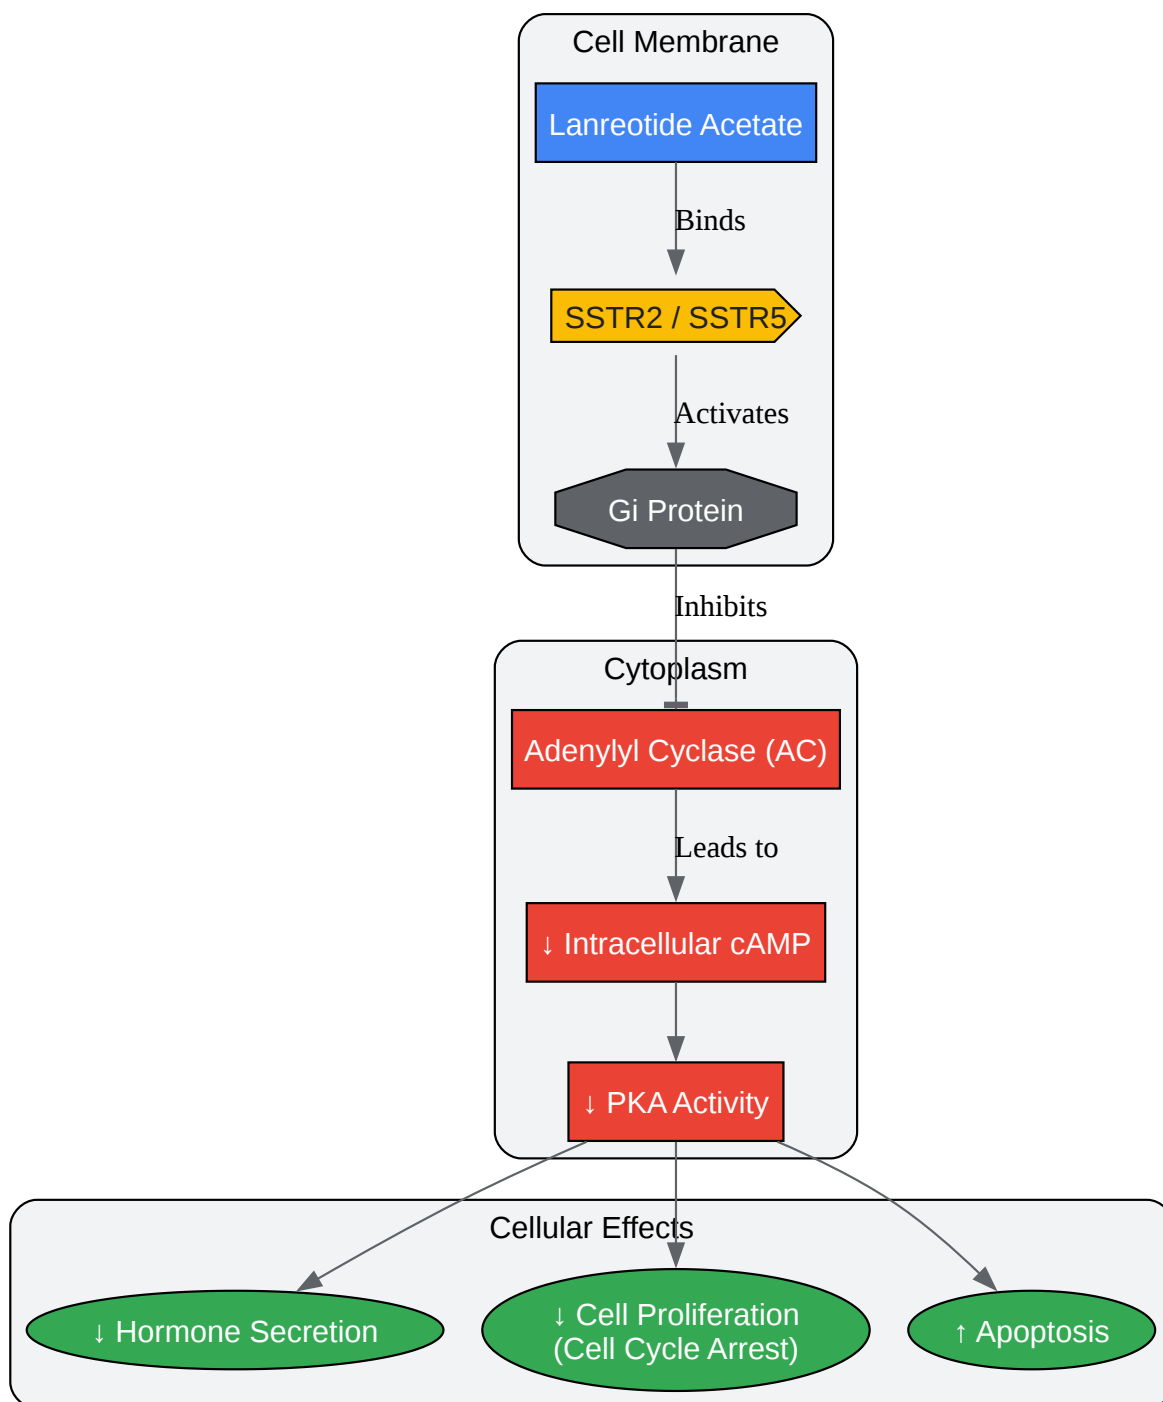 Cell Membrane
Lanreotide Acetate
Binds
SSTR2 / SSTR5
Activates
Gi Protein
Inhibits
Cytoplasm
Adenylyl Cyclase (AC)
Leads to
↓ Intracellular cAMP
↓ PKA Activity
Cellular Effects
↓ Hormone Secretion
↓ Cell Proliferation
(Cell Cycle Arrest)
↑ Apoptosis